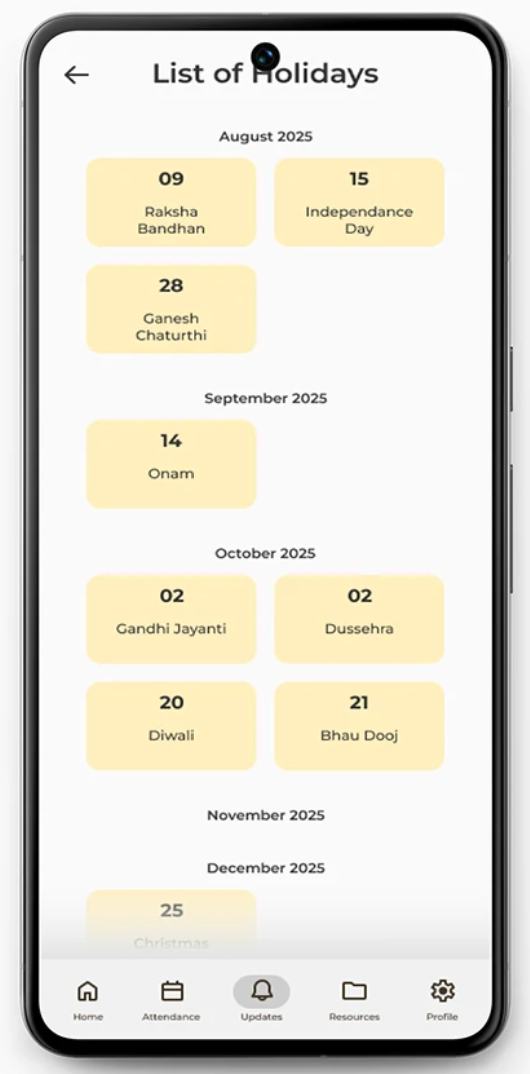 List of Holidays
August 2025
09
Raksha
Bandhan
15
Independance
Day
28
Ganesh
Chaturthi
September 2025
14
Onam
October 2025
02
Gandhi Jayanti
02
Dussehra
20
Diwali
21
Bhau Dooj
November 2025
December 2025
25
Christmas
Home
Attendance
Updates
Resources
Profile